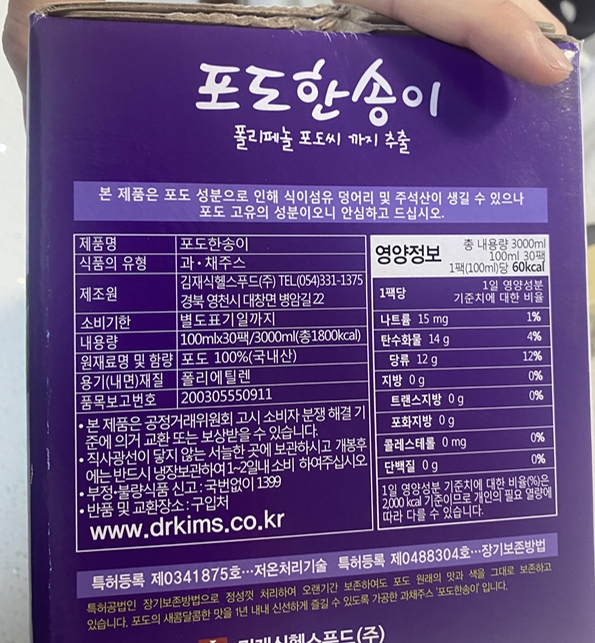 포도한송이
폴리페놀 포도씨 까지 추출
본 제품은 포도 성분으로 인해 식이섬유 덩어리 및 주석산이 생길 수 있으나
포도 고유의 성분이오니 안심하고 드십시오.
제품명 포도한송이
식품의 유형 과·채주스
제조원 김재식헬스푸드(주) TEL(054)331-1375
경북 영천시 대창면 병암길 22
소비기한 별도표기일까지
내용량 100mlx30팩/3000ml(총1800kcal)
원재료명 및 함량 포도 100%(국내산)
용기(내면)재질 폴리에틸렌
품목보고번호 200305550911
• 본 제품은 공정거래위원회 고시 소비자 분쟁 해결 기
준에 의거 교환 또는 보상받을 수 있습니다.
• 직사광선이 닿지 않는 서늘한 곳에 보관하시고 개봉후
에는 반드시 냉장보관하여 1~2일내 소비 하여주십시오
• 부정·불량식품 신고 : 국번없이 1399
• 반품 및 교환장소 : 구입처
www.drkims.co.kr
영양정보
총 내용량 3000ml
100ml 30팩
1팩(100ml)당 60kcal
1팩당 1일 영양성분
기준치에 대한 비율
나트륨 15 mg 1%
탄수화물 14 g 4%
당류 12 g 12%
지방 0 g 0%
트랜스지방 0 g 0%
포화지방 0 g
콜레스테롤 0 mg 0%
단백질 0 g 0%
1일 영양성분 기준치에 대한 비율(%)은
2,000 kcal 기준이므로 개인의 필요 열량에
따라 다를 수 있습니다.
특허등록 제0341875호···저온처리기술 특허등록 제0488304호···장기보존방법
특허공법인 장기보존방법으로 정성껏 처리하여 오랜기간 보존하여도 포도 원래의 맛과 색을 그대로 보존하고
있습니다. 포도의 새콤달콤한 맛을 1년 내내 신선하게 즐길 수 있도록 가공한 과채주스 '포도한송이' 입니다.
김재식헬스푸드(주)